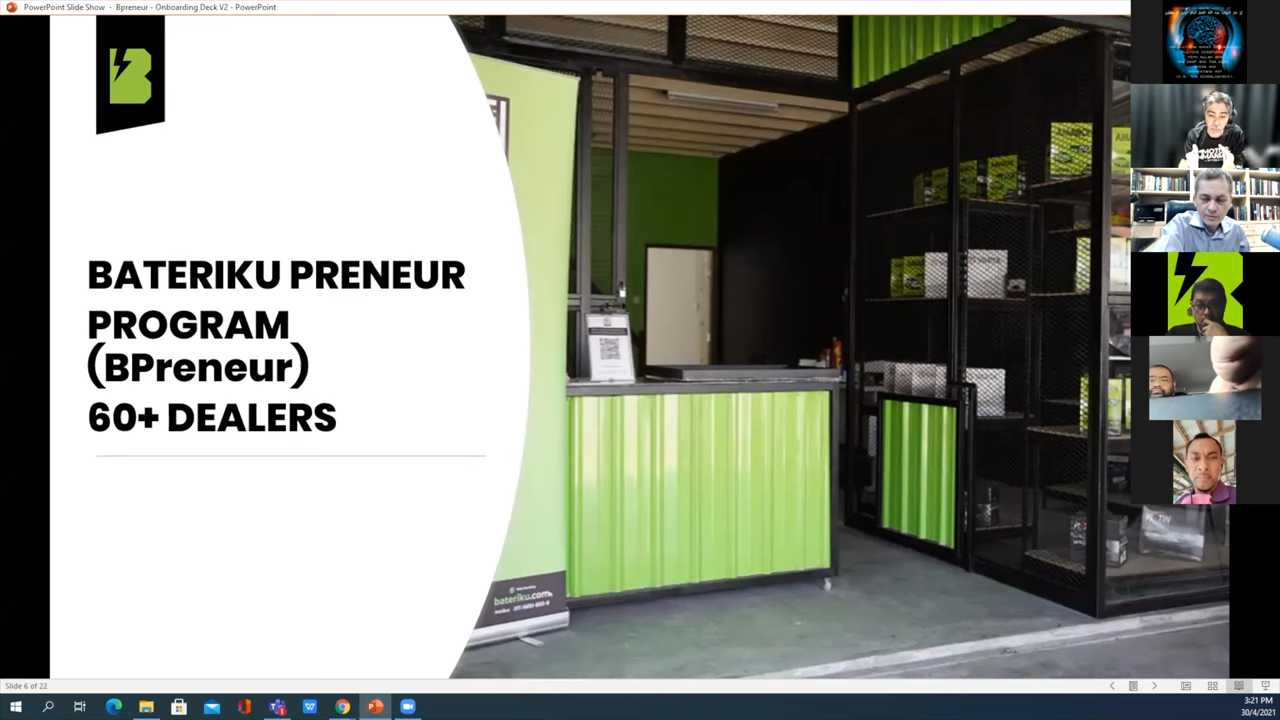 PowerPoint Slide Show - Bpreneur - Onboarding Deck V2 - PowerPoint
B
BATERIKU PRENEUR
PROGRAM
(BPreneur)
60+ DEALERS
bateriku.com
Slide 6 of 22
3:21 PM
30/4/2021